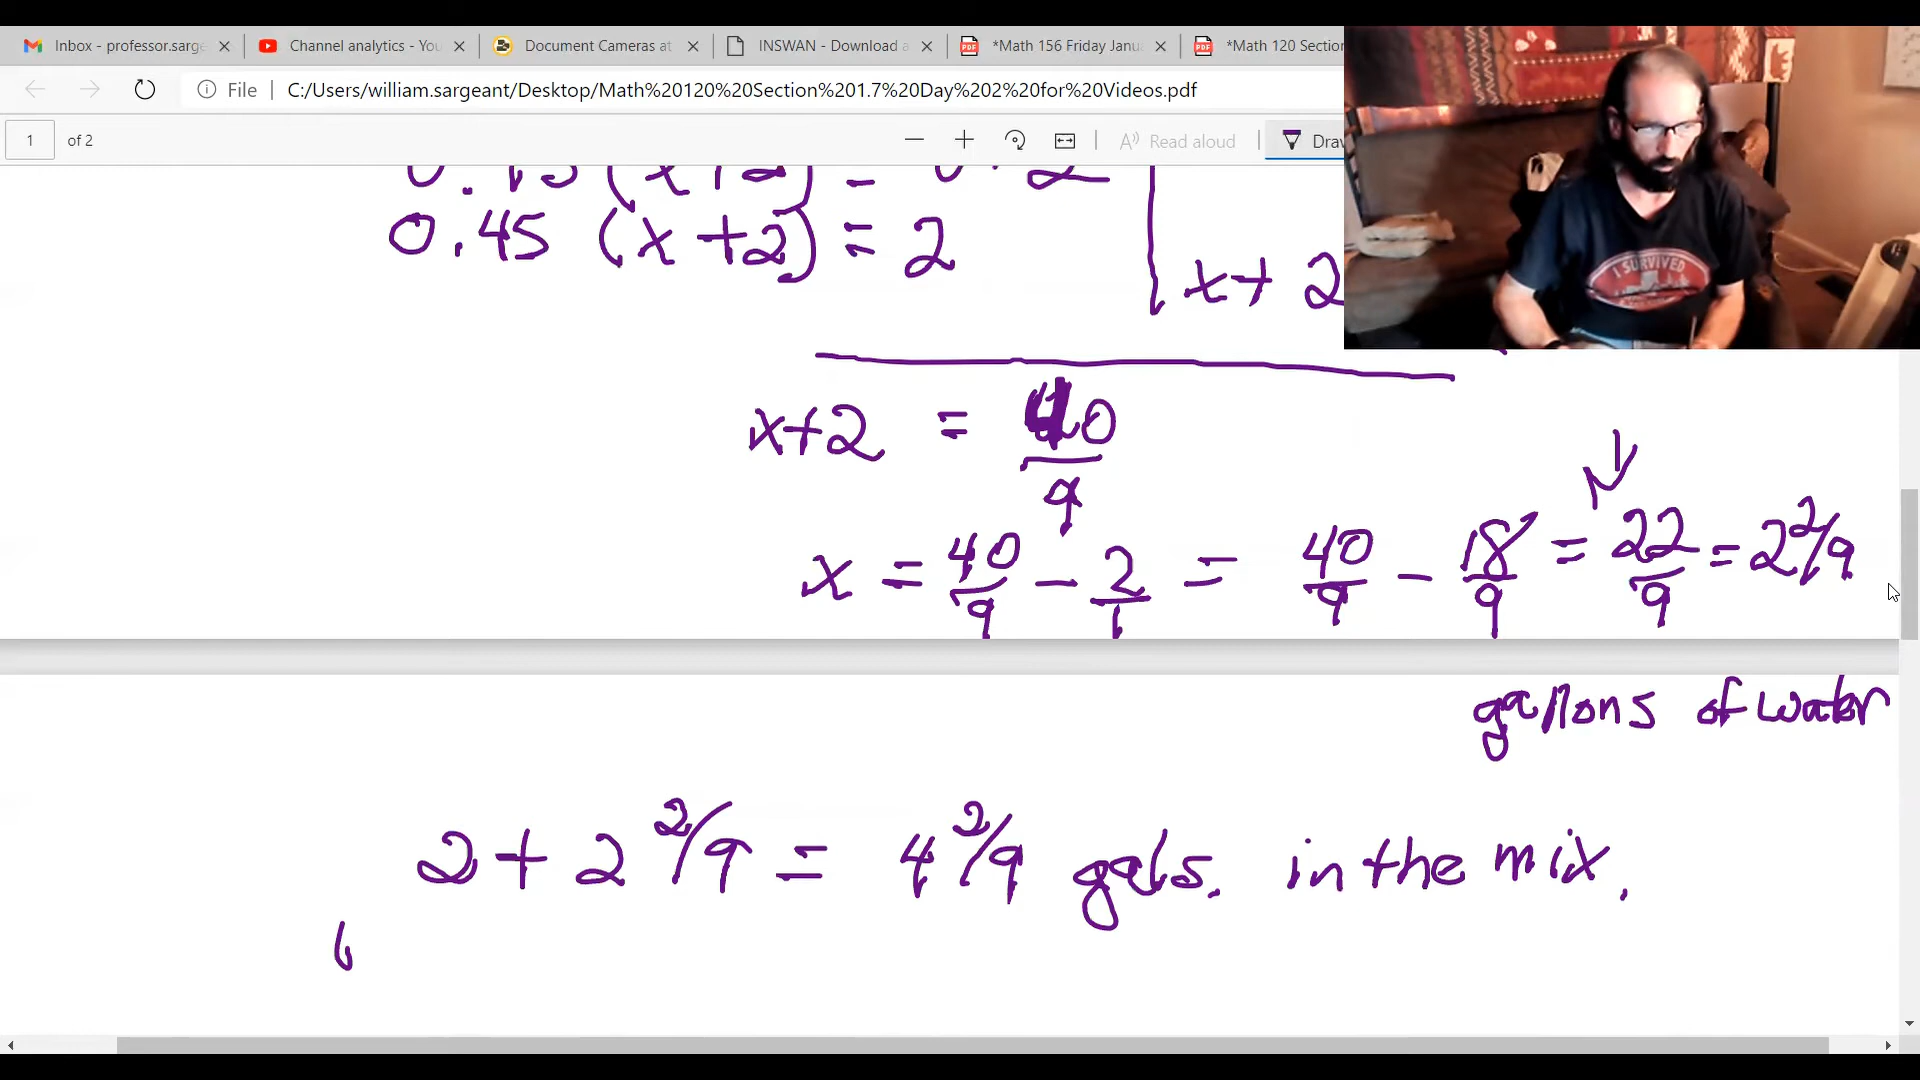 Inbox - professor.sarge
Channel analytics - You
Document Cameras at
INSWAN - Download a
*Math 156 Friday Janu
*Math 120 Section
File
C:/Users/william.sargeant/Desktop/Math%20120%20Section%201.7%20Day%202%20for%20Videos.pdf
1 of 2
Read aloud
Draw
I SURVIVED
0.45 (x+2) = 2
x+ 2
x+2 = 40/9
x = 40/9 - 2/1 = 40/9 - 18/9 = 22/9 = 2 2/9
gallons of water
2 + 2 2/9 = 4 2/9 gals. in the mix.